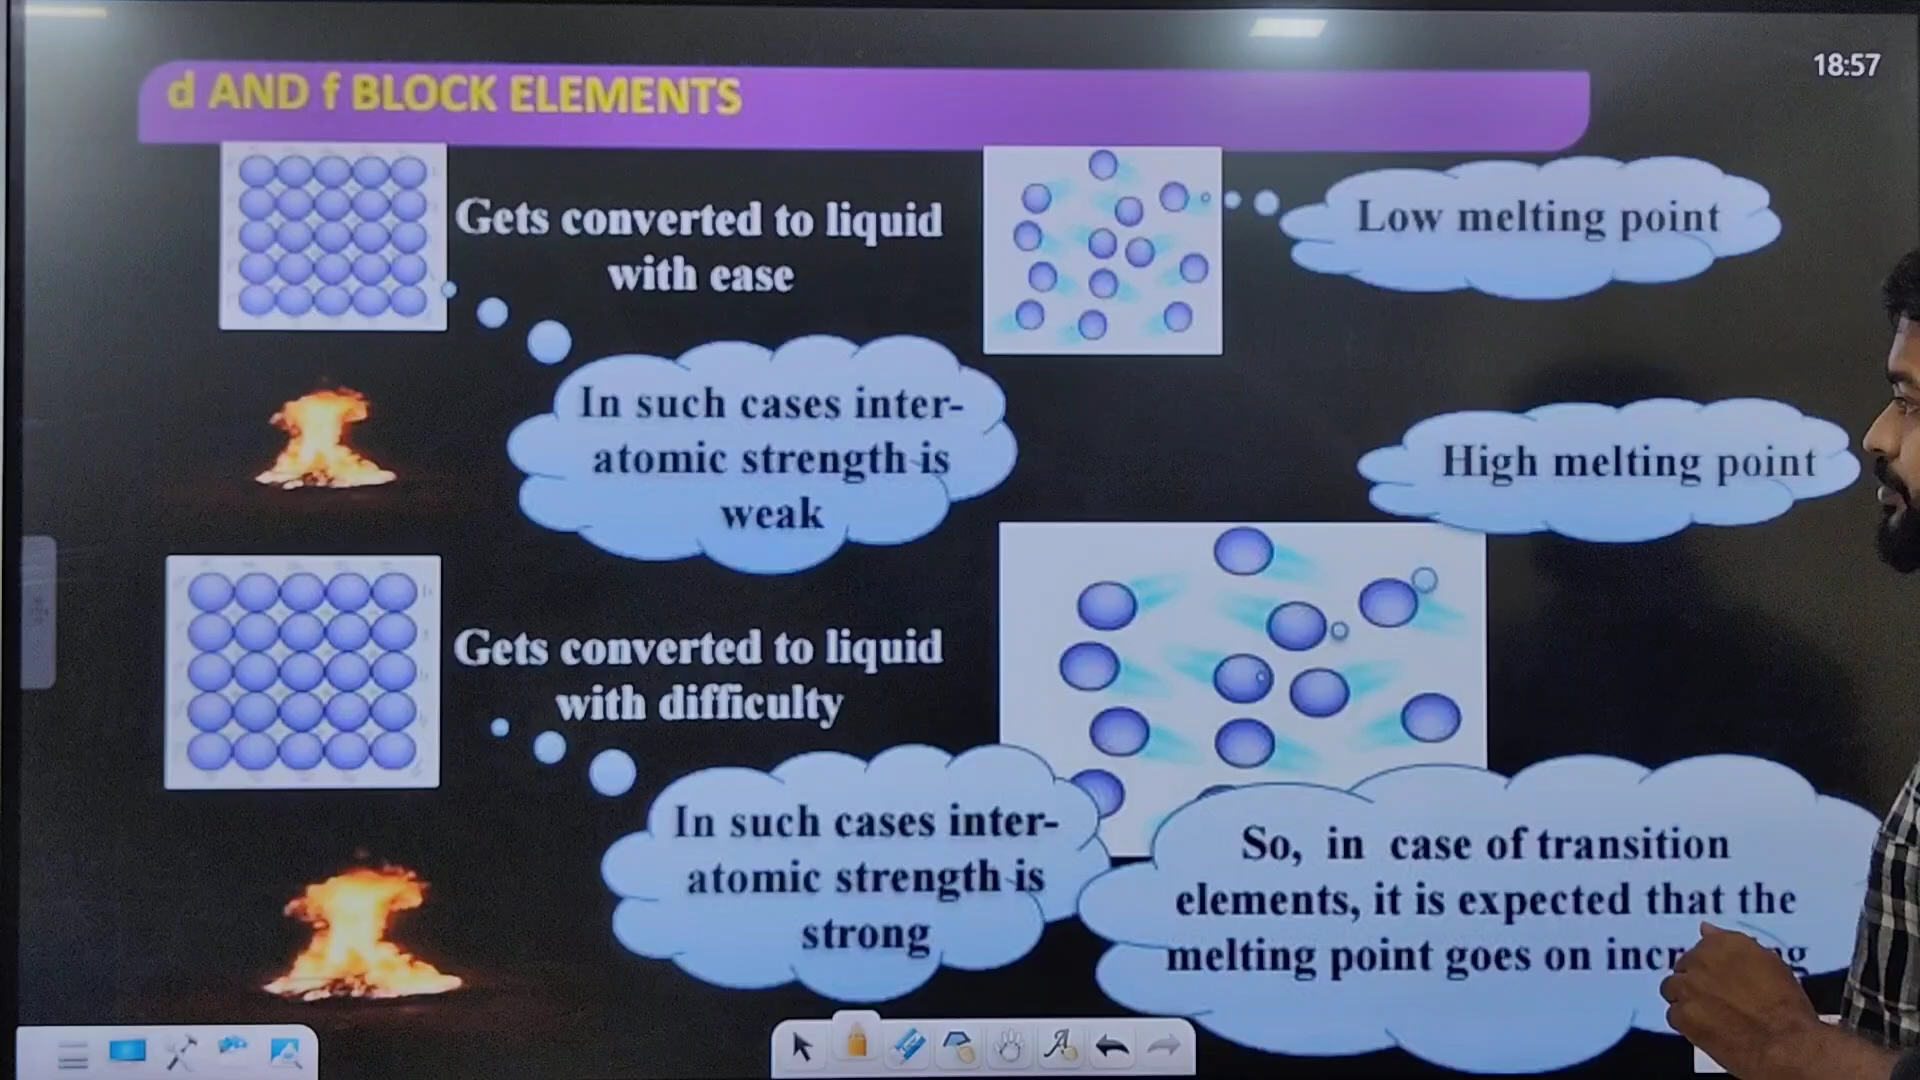 18:57
d AND f BLOCK ELEMENTS
Gets converted to liquid
with ease
Low melting point
In such cases inter-
atomic strength is
weak
High melting point
Gets converted to liquid
with difficulty
In such cases inter-
atomic strength is
strong
So, in case of transition
elements, it is expected that the
melting point goes on